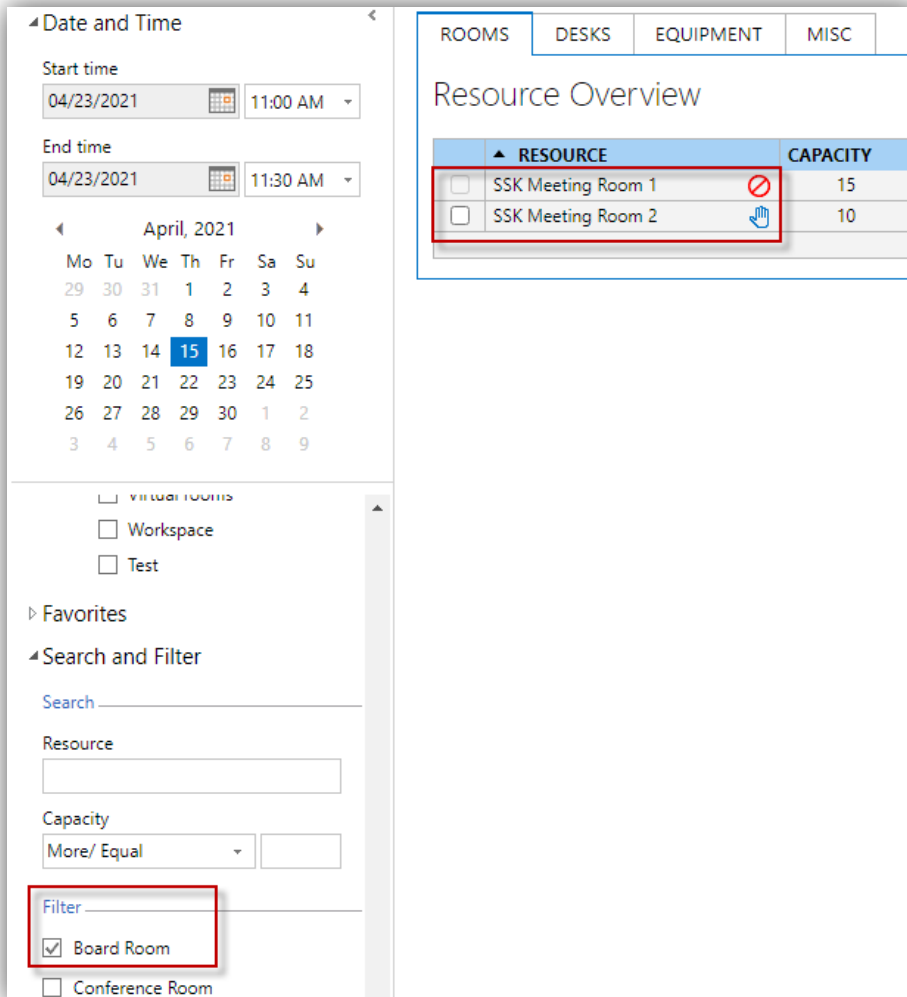 Date and Time
Start time
04/23/2021 11:00 AM
End time
04/23/2021 11:30 AM
April, 2021
Mo Tu We Th Fr Sa Su
29 30 31 1 2 3 4
5 6 7 8 9 10 11
12 13 14 15 16 17 18
19 20 21 22 23 24 25
26 27 28 29 30 1 2
3 4 5 6 7 8 9
Virtual rooms
Workspace
Test
Favorites
Search and Filter
Search
Resource
Capacity
More/ Equal
Filter
Board Room
Conference Room
ROOMS DESKS EQUIPMENT MISC
Resource Overview
RESOURCE CAPACITY
SSK Meeting Room 1 15
SSK Meeting Room 2 10